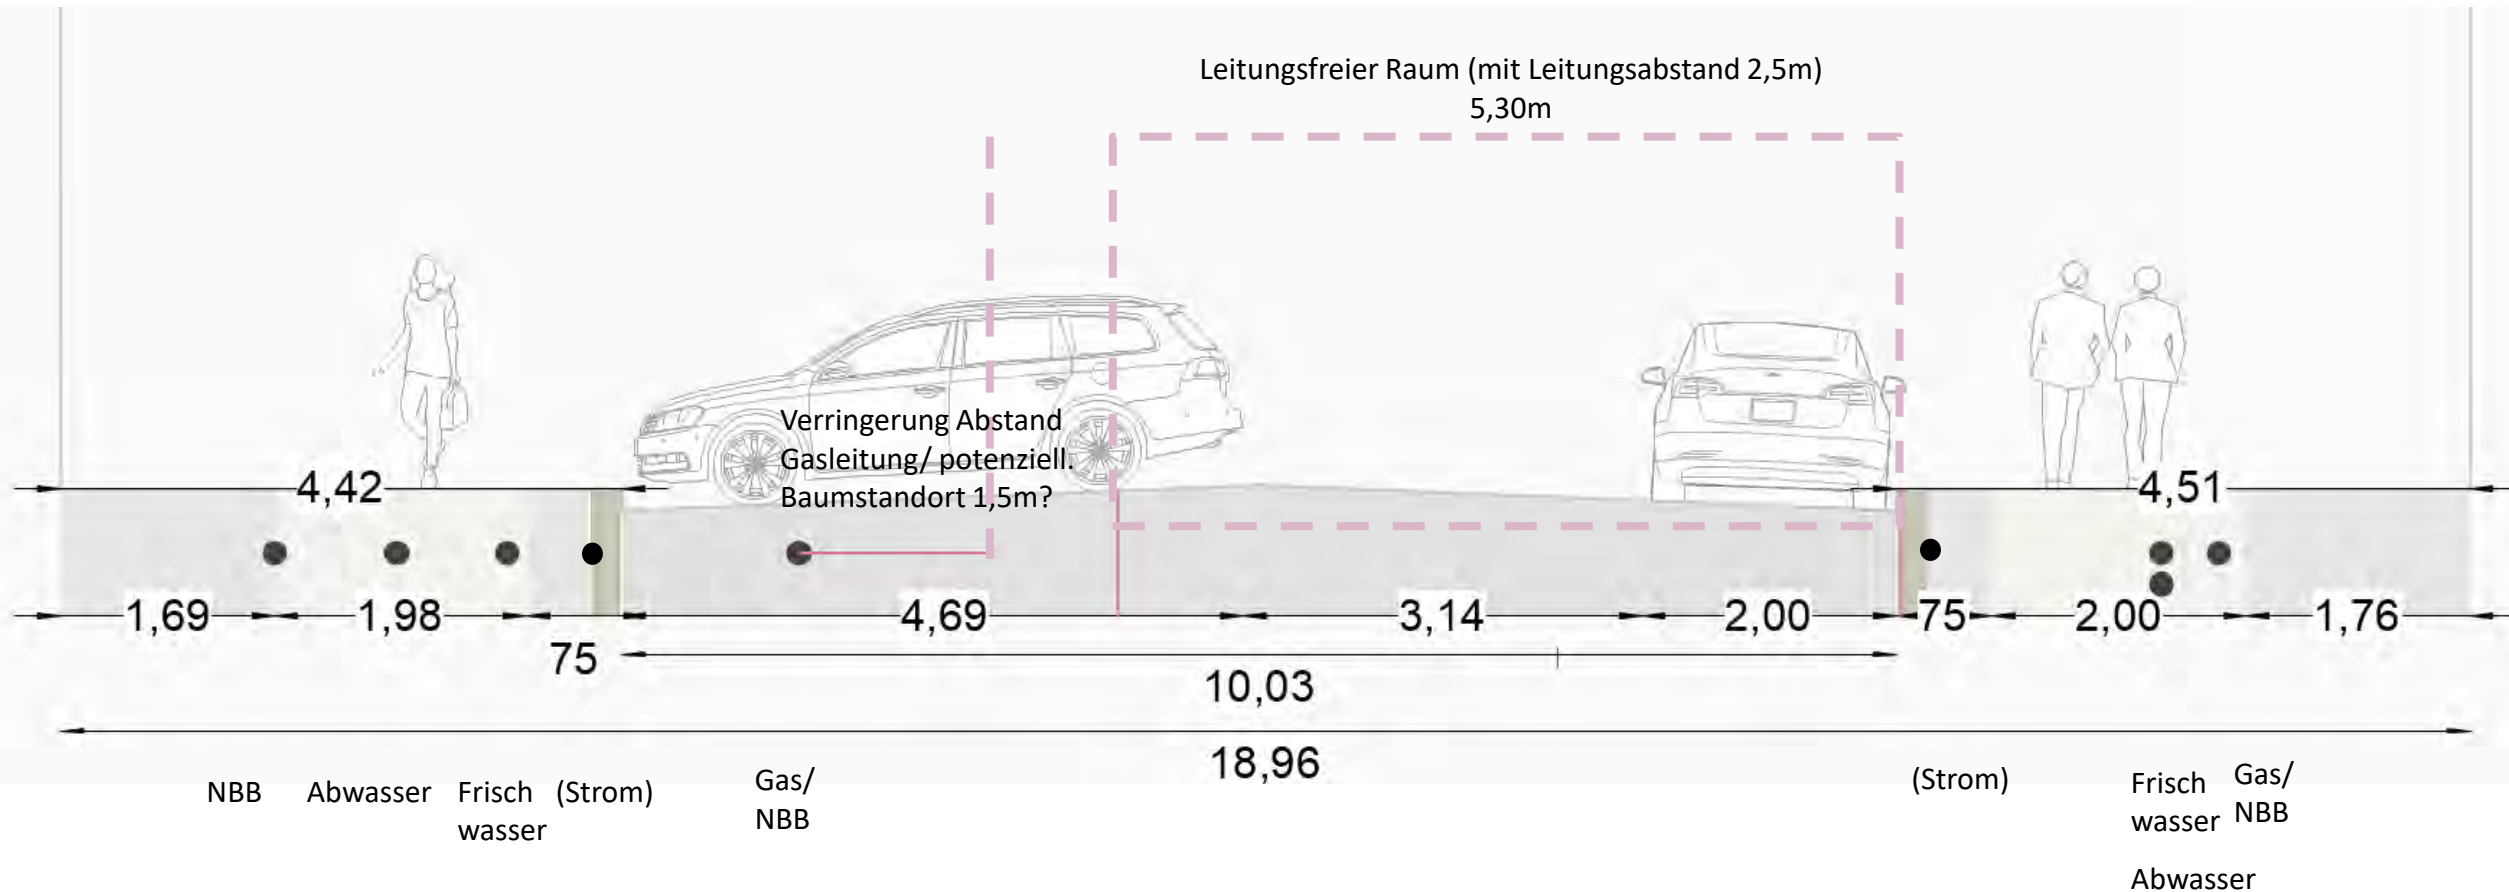 Leitungsfreier Raum (mit Leitungsabstand 2,5m)
5,30m
Verringerung Abstand
Gasleitung/ potenziell.
Baumstandort 1,5m?
4,42
4,51
1,69
1,98
4,69
3,14
2,00
75
2,00
1,76
75
10,03
18,96
NBB
Abwasser
Frisch
wasser
(Strom)
Gas/
NBB
(Strom)
Frisch
wasser
Gas/
NBB
Abwasser